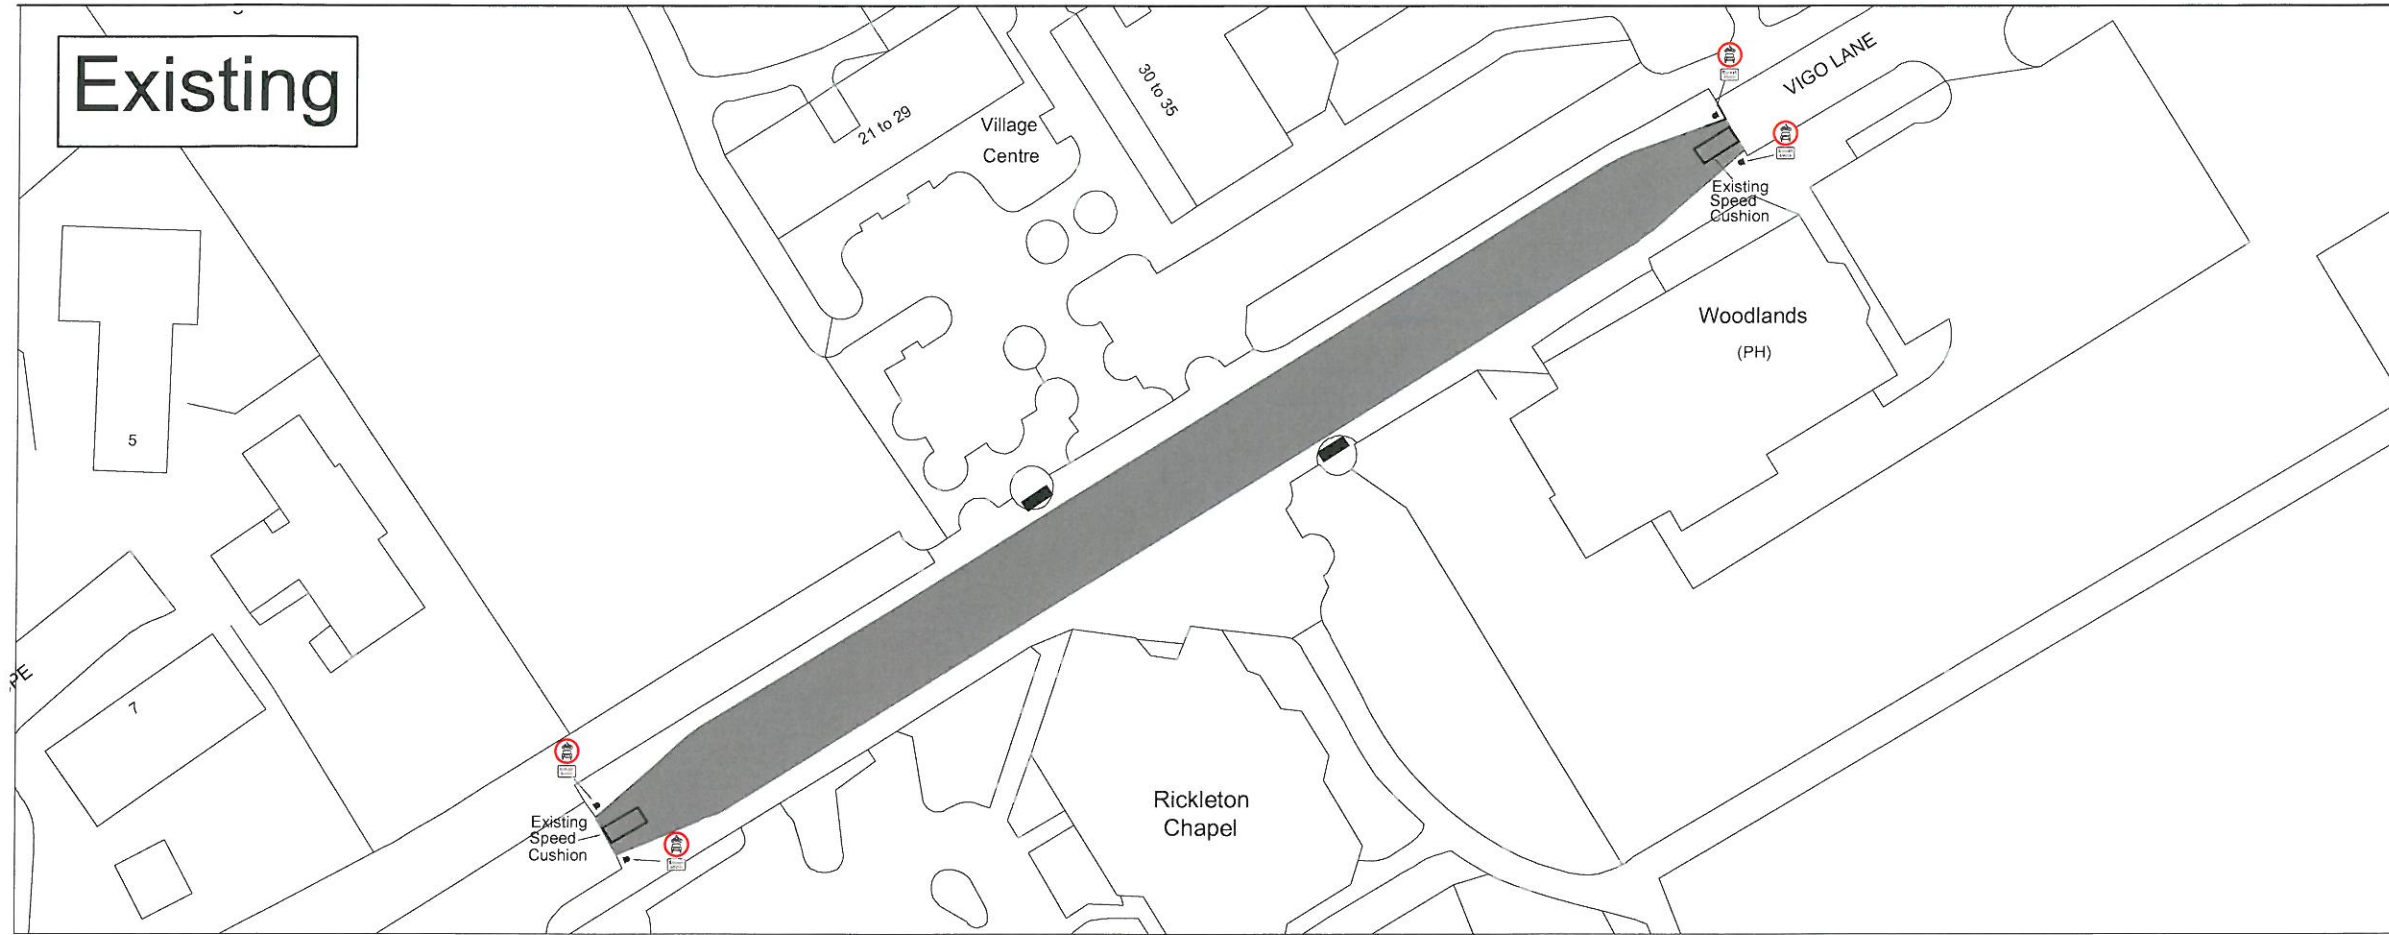 Existing
VIGO LANE
30 to 35
21 to 29
Village
Centre
Existing
Speed
Cushion
Woodlands
(PH)
5
7
Existing
Speed
Cushion
Rickleton
Chapel